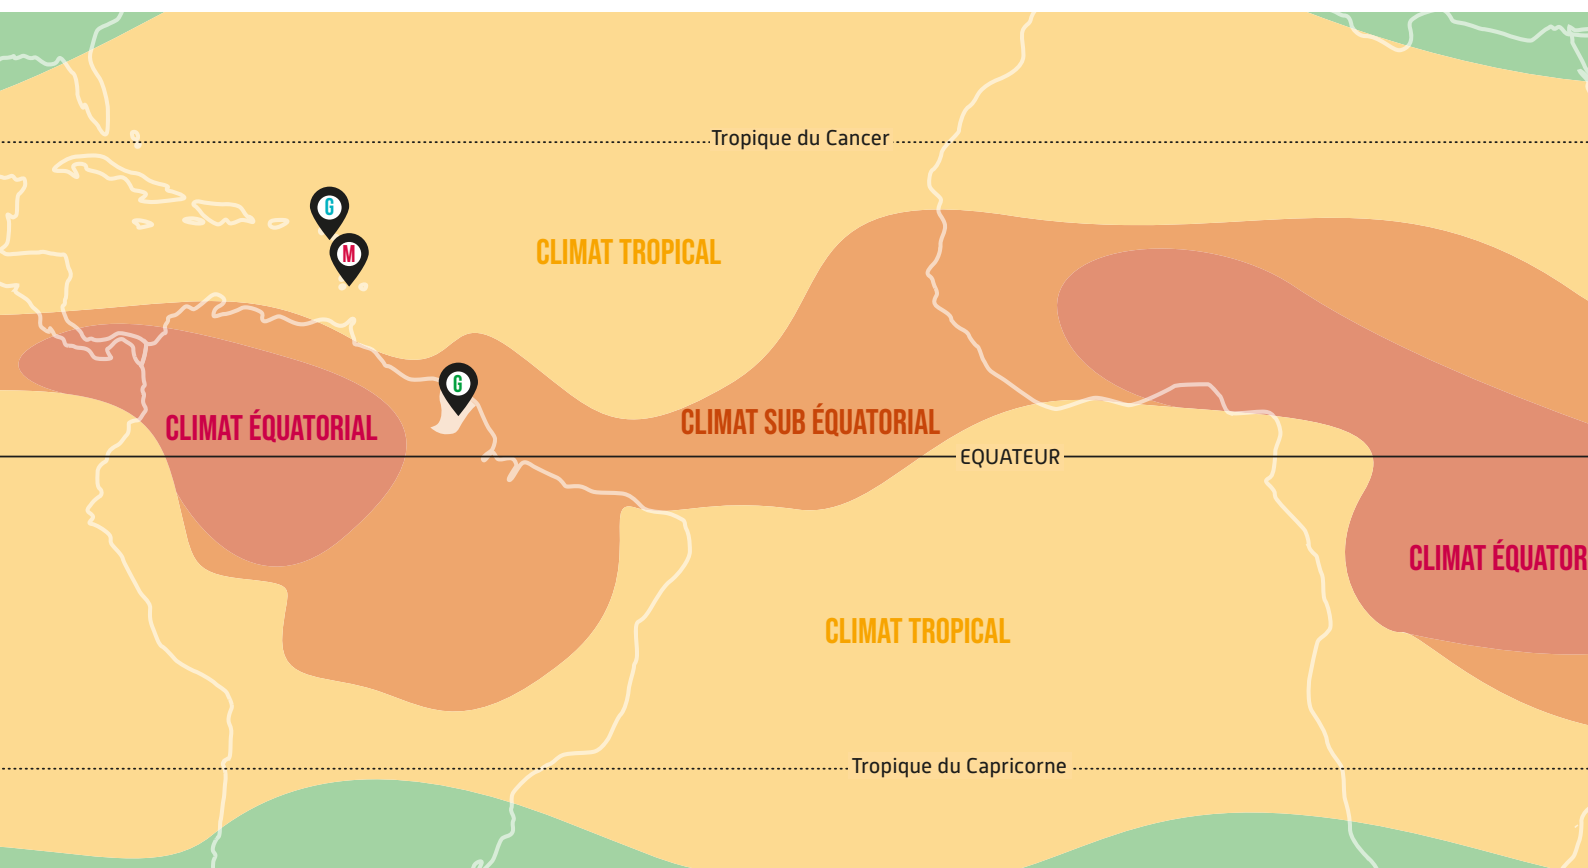 Tropique du Cancer
G
M
CLIMAT TROPICAL
G
CLIMAT ÉQUATORIAL
CLIMAT SUB ÉQUATORIAL
EQUATEUR
CLIMAT ÉQUATOR
CLIMAT TROPICAL
Tropique du Capricorne